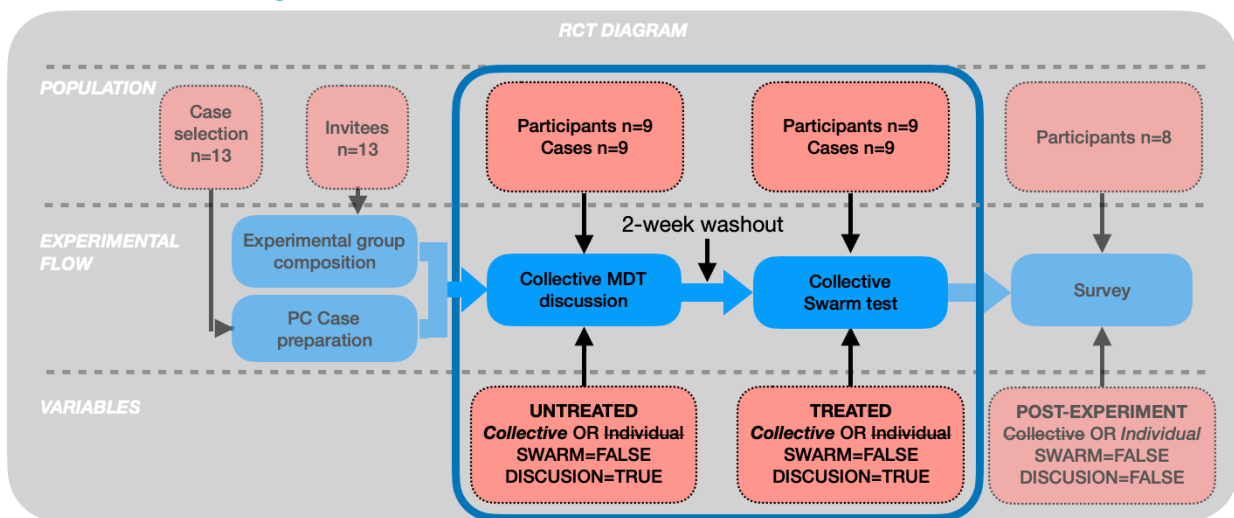 RCT DIAGRAM
POPULATION
Case
selection
n=13
Invitees
n=13
Participants n=9
Cases n=9
Participants n=9
Cases n=9
Participants n=8
EXPERIMENTAL
FLOW
Experimental group
composition
PC Case
preparation
Collective MDT
discussion
2-week washout
Collective
Swarm test
Survey
VARIABLES
UNTREATED
Collective OR Individual
SWARM=FALSE
DISCUSION=TRUE
TREATED
Collective OR Individual
SWARM=FALSE
DISCUSION=TRUE
POST-EXPERIMENT
Collective OR Individual
SWARM=FALSE
DISCUSION=FALSE